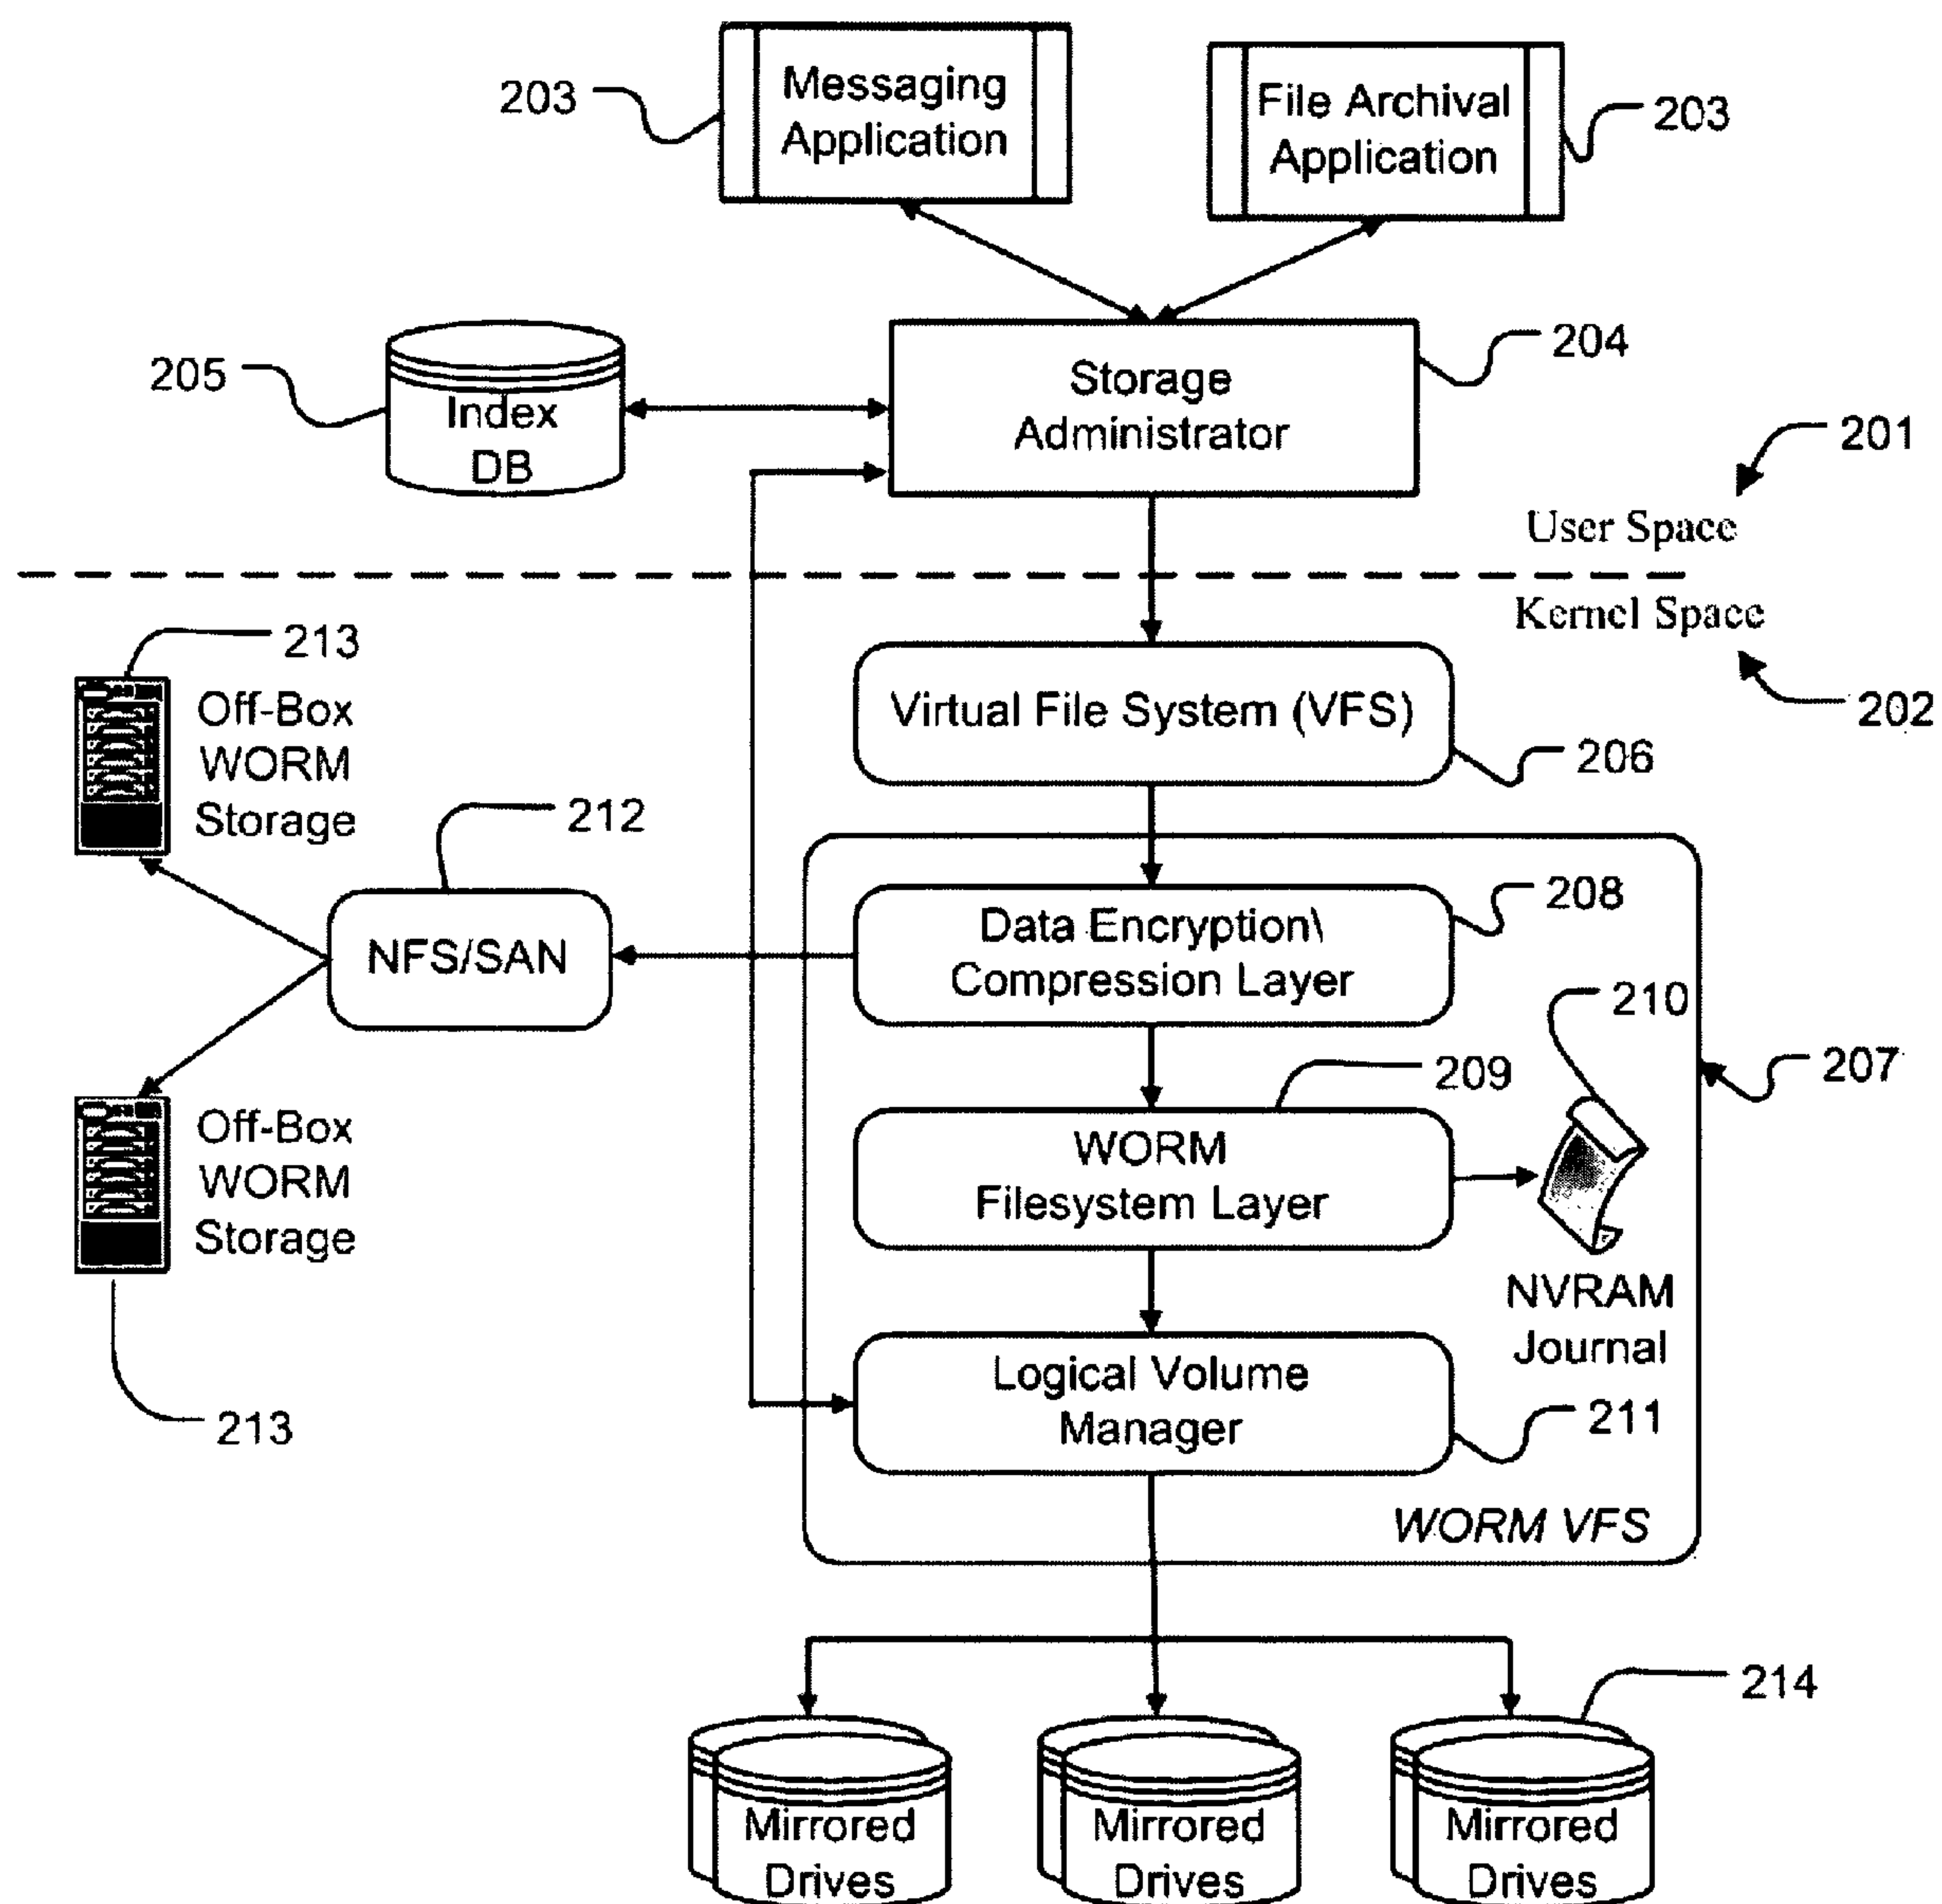 Messaging
Application
203
File Archival
Application
203
Storage
Administrator
204
205
Index
DB
201
User Space
Kernel Space
202
213
Off-Box
WORM
Storage
Virtual File System (VFS)
206
212
NFS/SAN
Data Encryption\
Compression Layer
208
210
209
207
Off-Box
WORM
Storage
213
WORM
Filesystem Layer
NVRAM
Journal
Logical Volume
Manager
211
WORM VFS
214
Mirrored
Drives
Mirrored
Drives
Mirrored
Drives